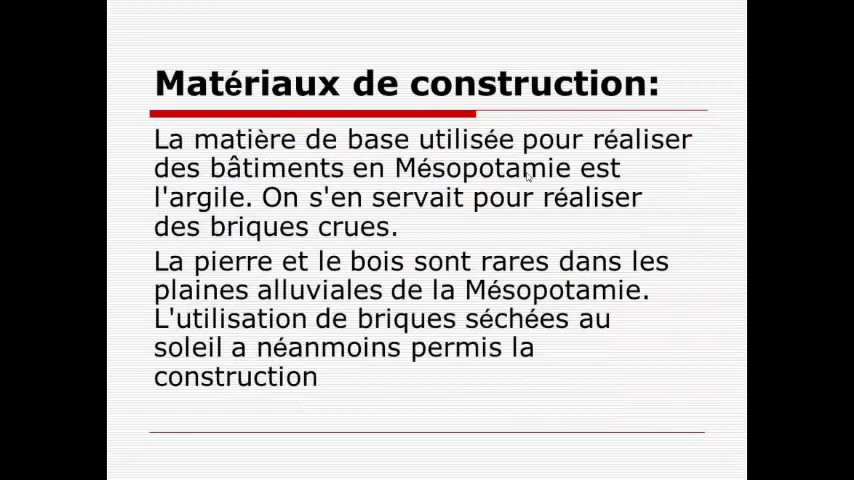 Matériaux de construction:
La matière de base utilisée pour réaliser
des bâtiments en Mésopotamie est
l'argile. On s'en servait pour réaliser
des briques crues.
La pierre et le bois sont rares dans les
plaines alluviales de la Mésopotamie.
L'utilisation de briques séchées au
soleil a néanmoins permis la
construction